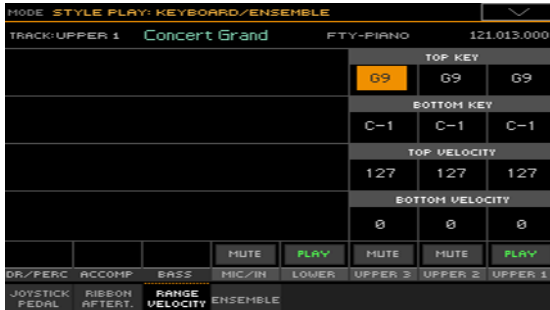 MODE STYLE PLAY: KEYBOARD/ENSEMBLE
TRACK:UPPER 1 Concert Grand FTY-PIANO 121.013.000
TOP KEY
G9 G9 G9
BOTTOM KEY
C-1 C-1 C-1
TOP VELOCITY
127 127 127
BOTTOM VELOCITY
0 0 0
MUTE PLAY MUTE MUTE PLAY
DR/PERC ACCOMP BASS MIC/IN LOWER UPPER 3 UPPER 2 UPPER 1
JOYSTICK PEDAL RIBBON AFTERT. RANGE VELOCITY ENSEMBLE